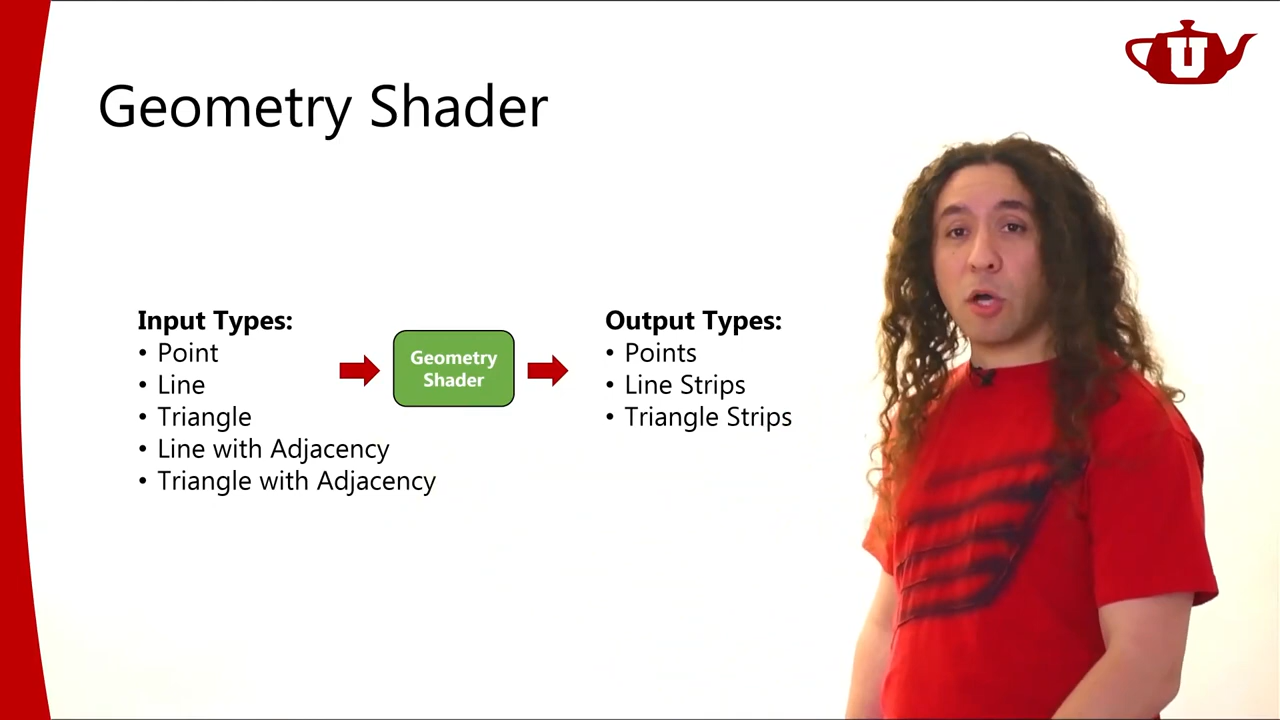 U
Geometry Shader
Input Types:
• Point
• Line
• Triangle
• Line with Adjacency
• Triangle with Adjacency
Geometry
Shader
Output Types:
• Points
• Line Strips
• Triangle Strips